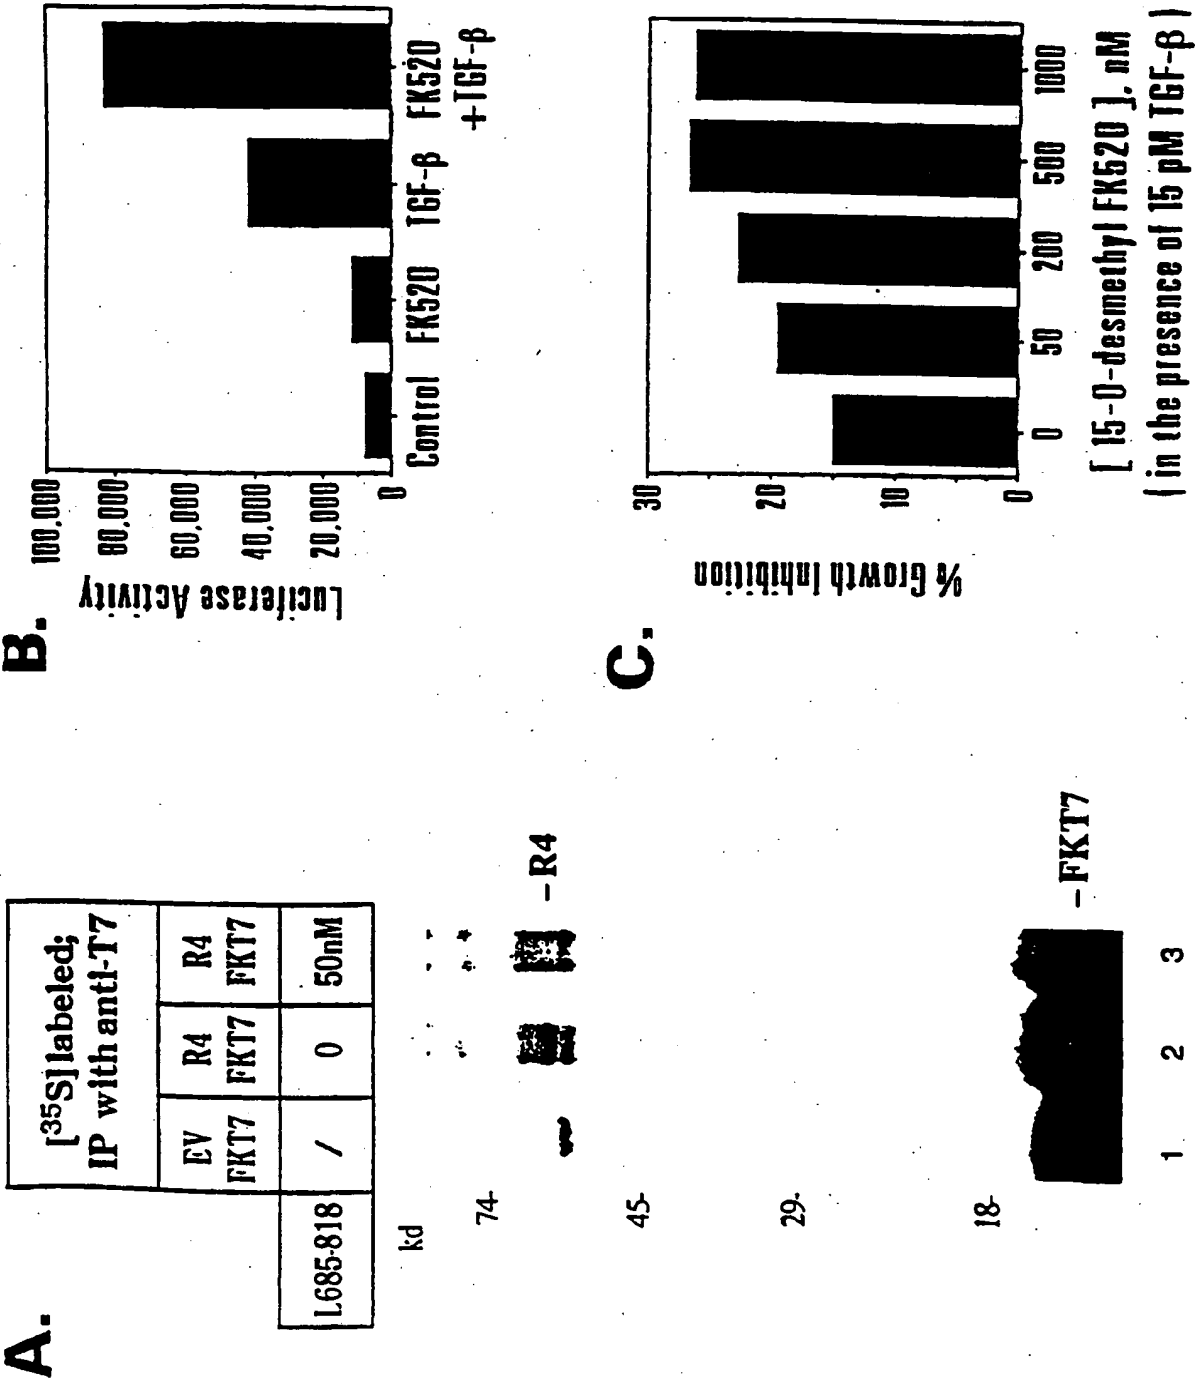 A.
[35S] labeled;
IP with anti-T7
EV R4 R4
FKT7 FKT7 FKT7
L685-818 / 0 50nM
kd
74-
-R4
45-
29-
18-
-FKT7
1 2 3
B.
Luciferase Activity
100,000
80,000
60,000
40,000
20,000
0
Control FK520 TGF-β FK520
+TGF-β
C.
% Growth Inhibition
30
20
10
0
0 50 200 500 1000
[ 15-O-desmethyl FK520 ], nM
( in the presence of 15 pM TGF-β )